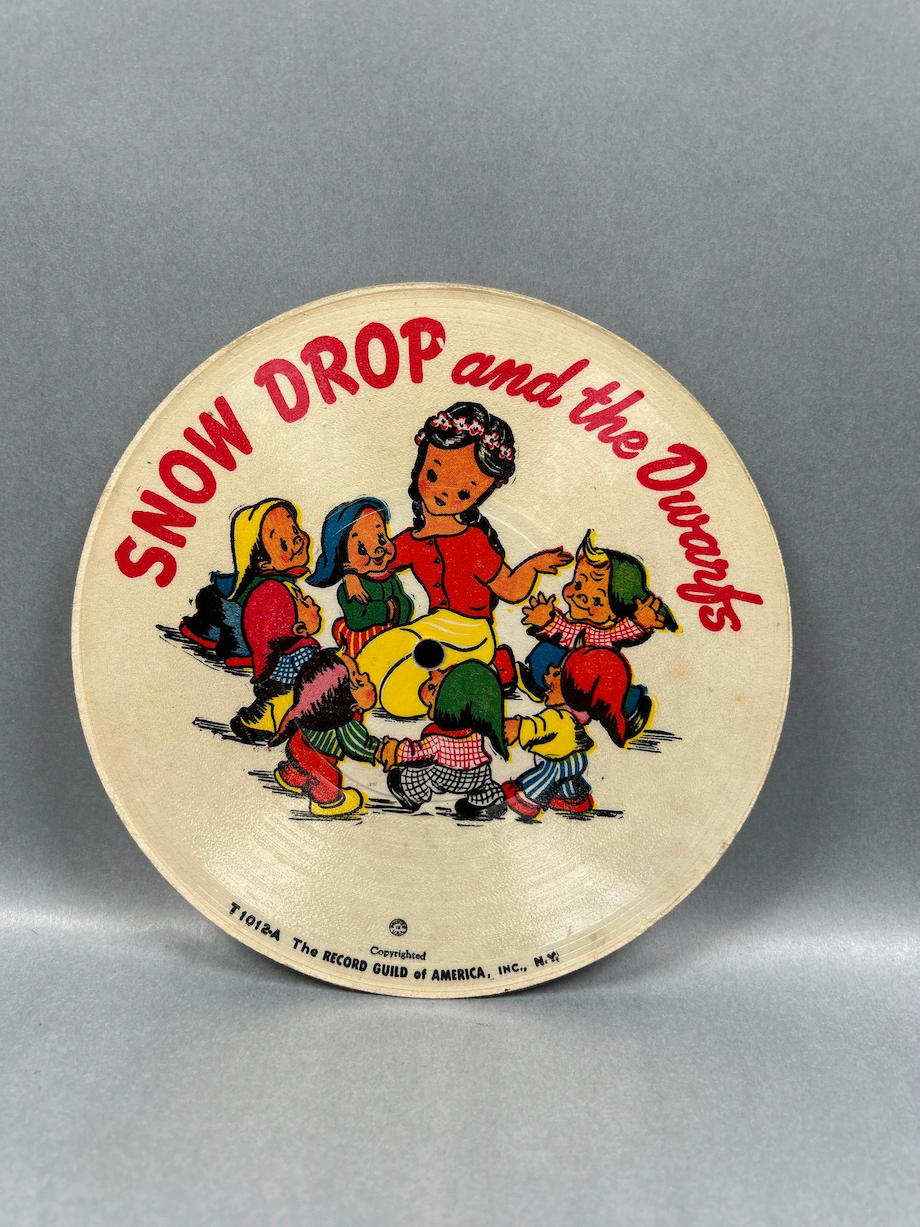 SNOW DROP and the Dwarfs
Copyrighted
T1012-A The RECORD GUILD of AMERICA, INC., N.Y.